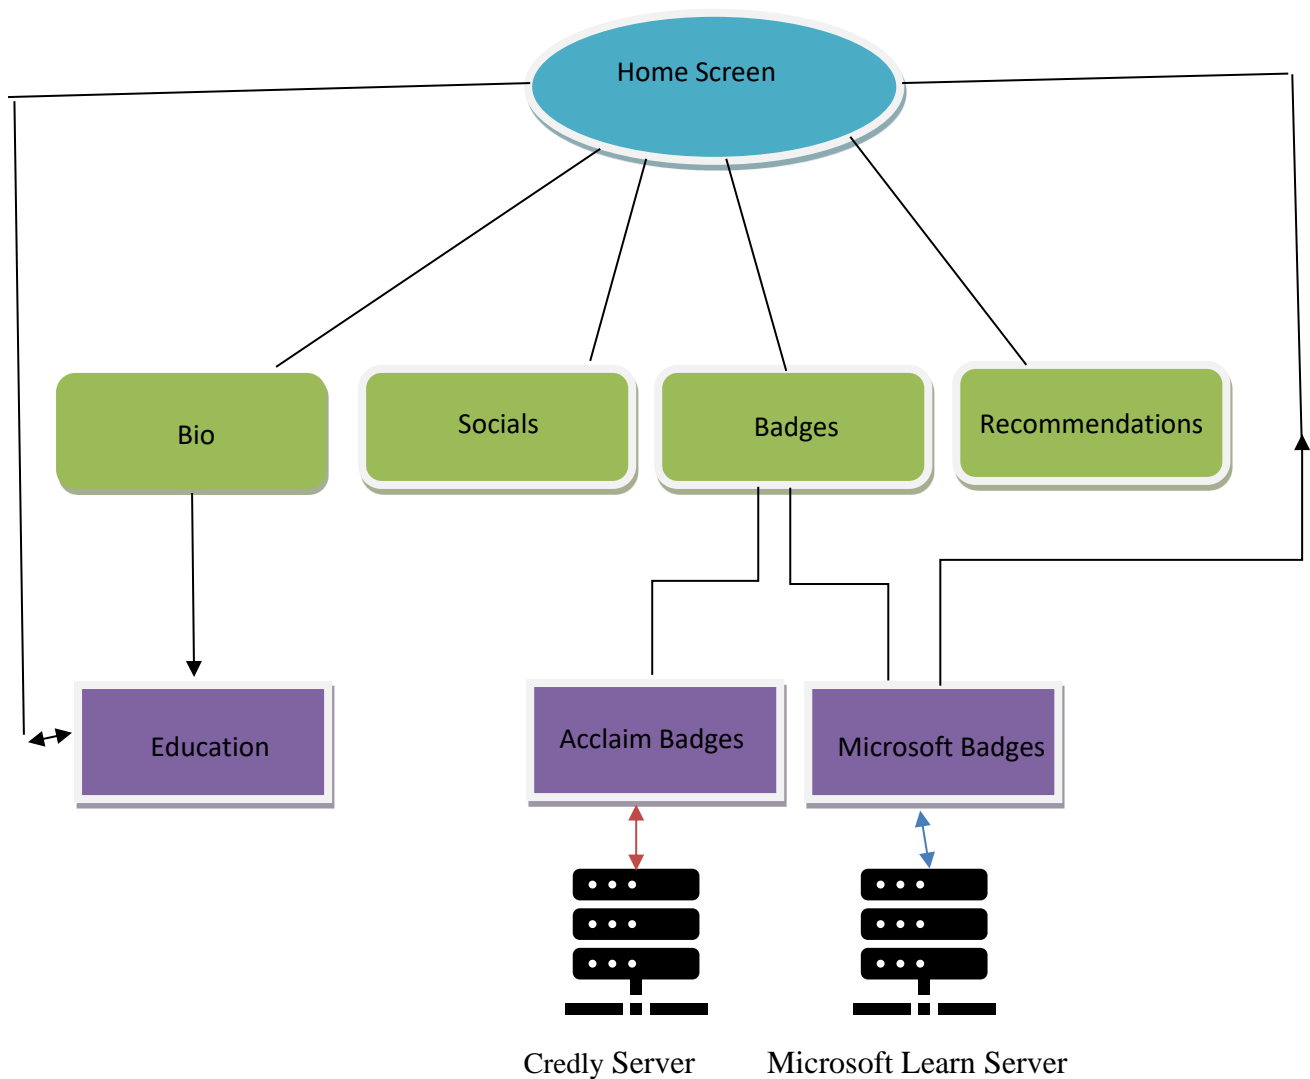 Home Screen
Bio
Socials
Badges
Recommendations
Education
Acclaim Badges
Microsoft Badges
Credly Server
Microsoft Learn Server